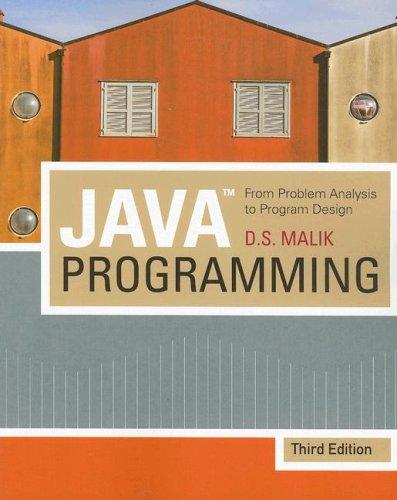 JAVA™
From Problem Analysis
to Program Design
D.S. MALIK
PROGRAMMING
Third Edition